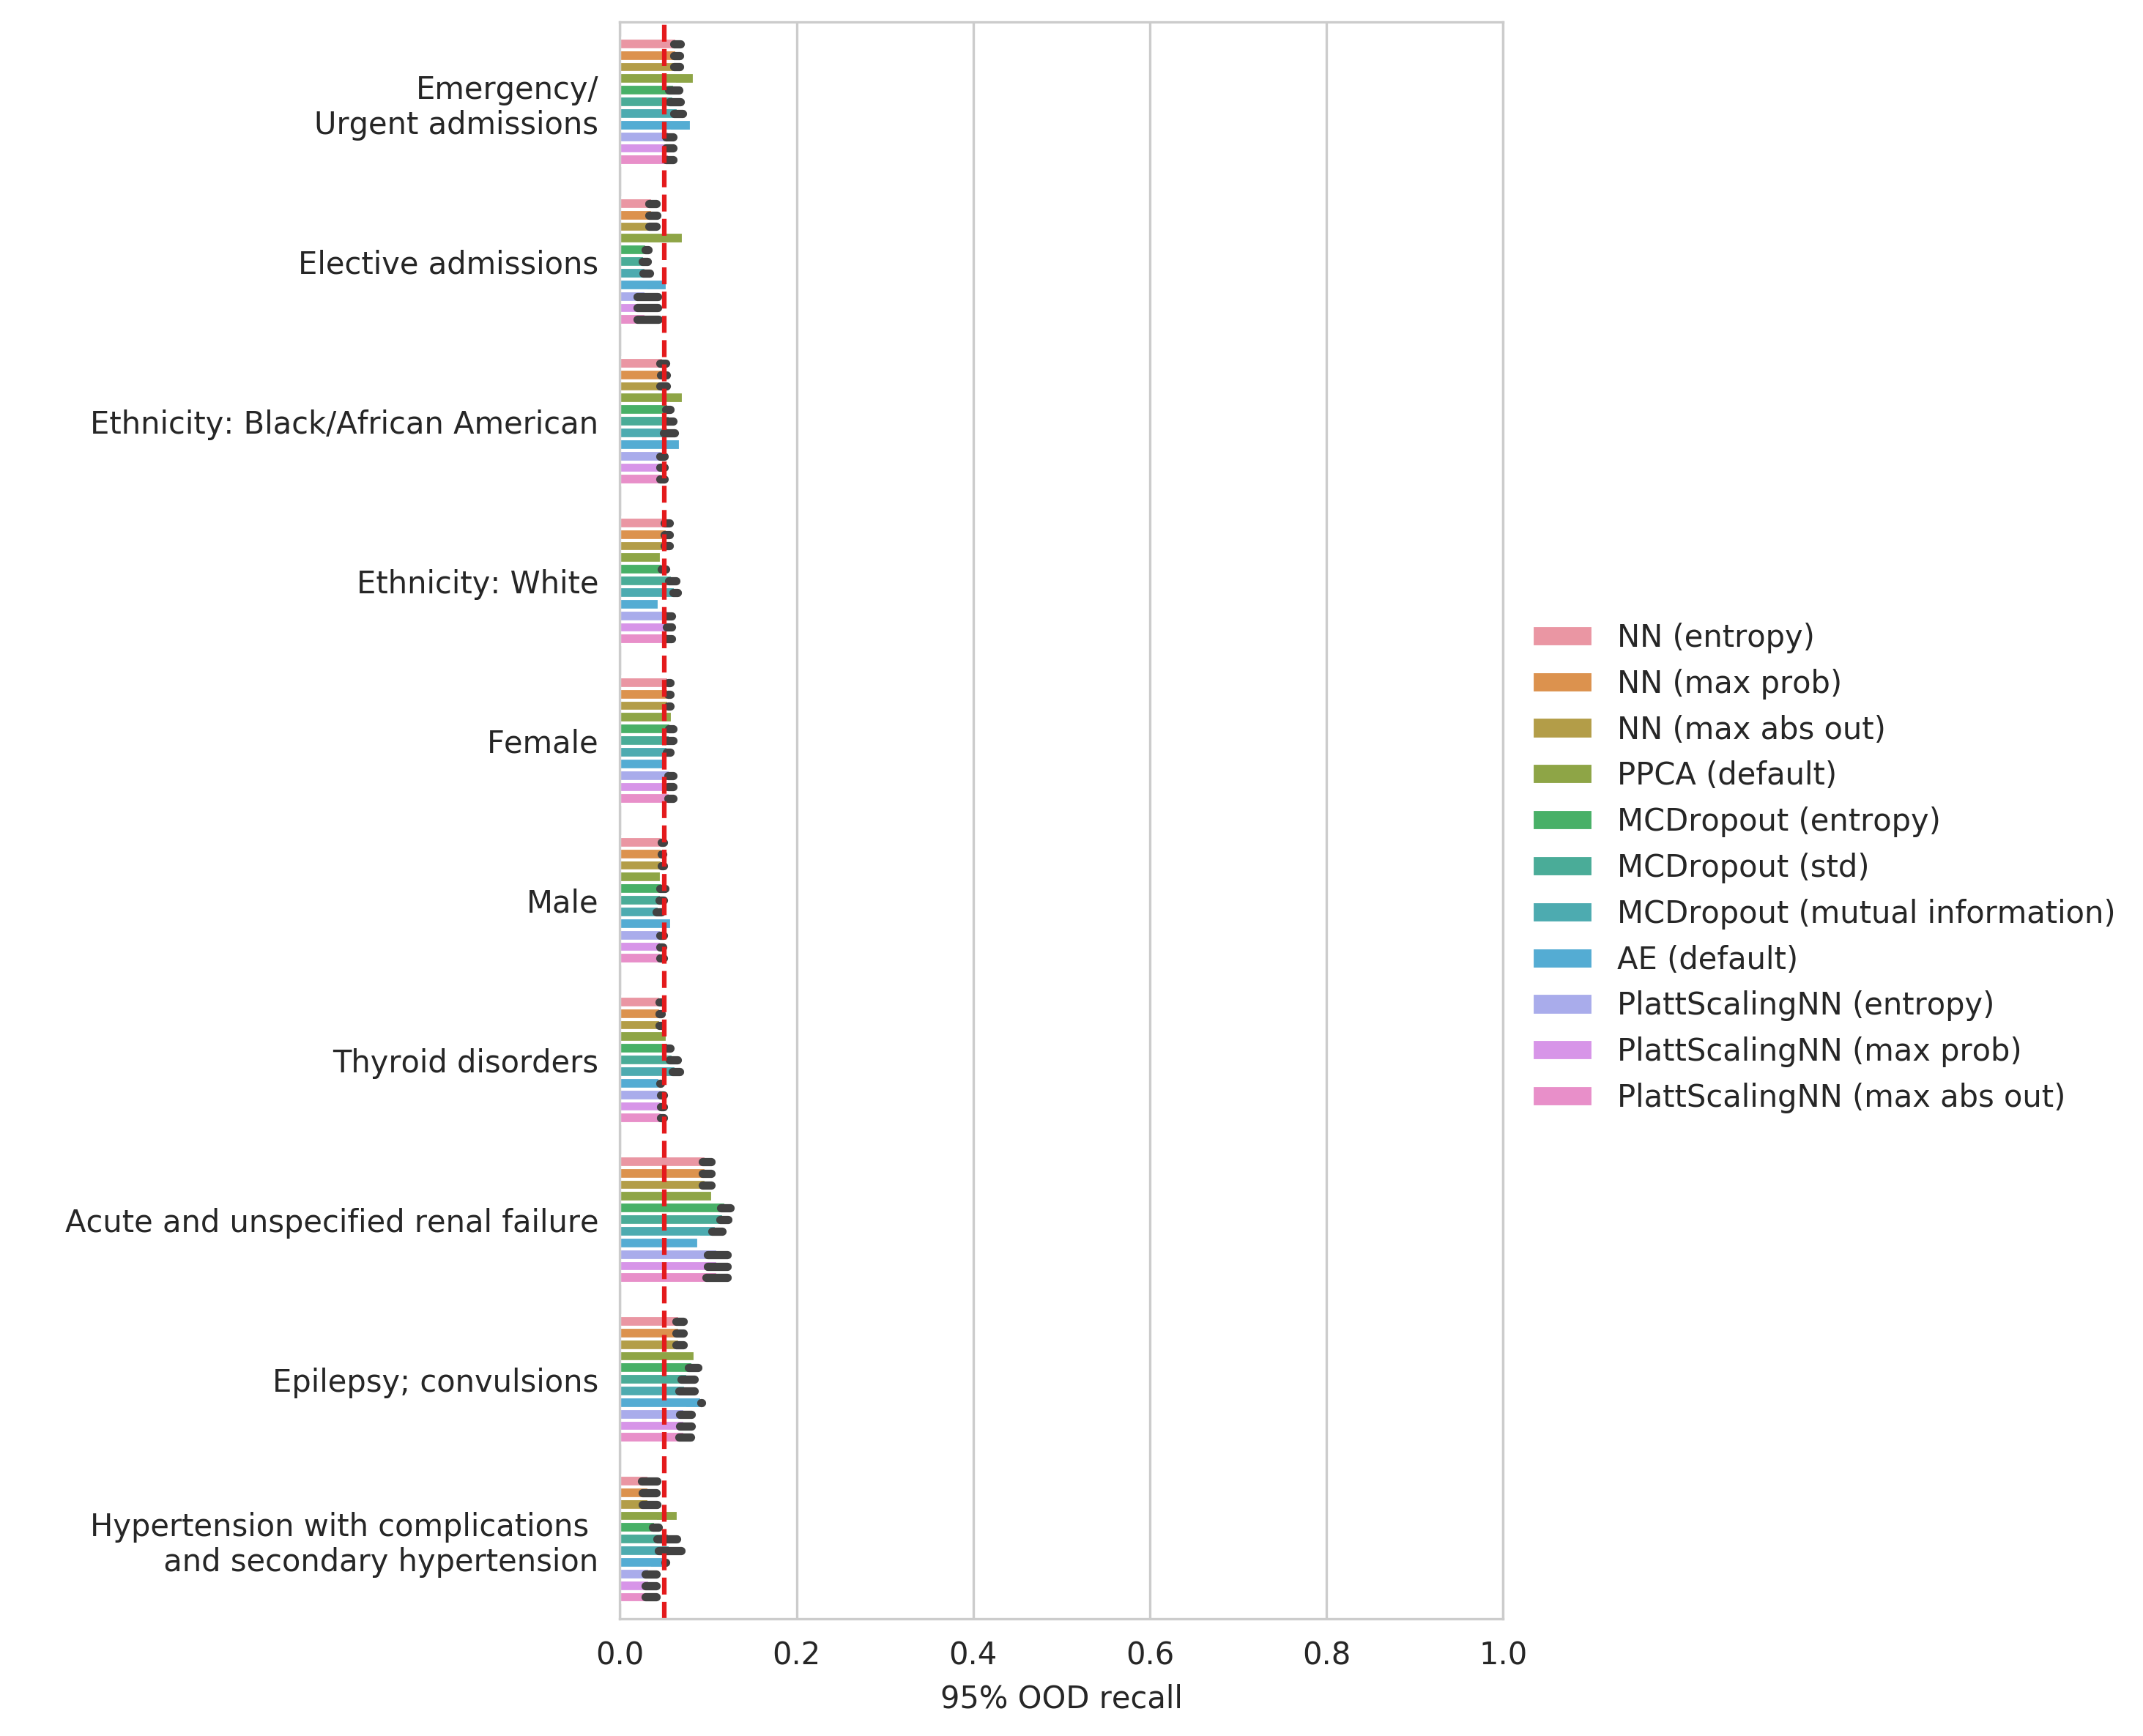 Emergency/
Urgent admissions
Elective admissions
Ethnicity: Black/African American
Ethnicity: White
Female
Male
Thyroid disorders
Acute and unspecified renal failure
Epilepsy; convulsions
Hypertension with complications
and secondary hypertension
0.0 0.2 0.4 0.6 0.8 1.0
95% OOD recall
NN (entropy)
NN (max prob)
NN (max abs out)
PPCA (default)
MCDropout (entropy)
MCDropout (std)
MCDropout (mutual information)
AE (default)
PlattScalingNN (entropy)
PlattScalingNN (max prob)
PlattScalingNN (max abs out)